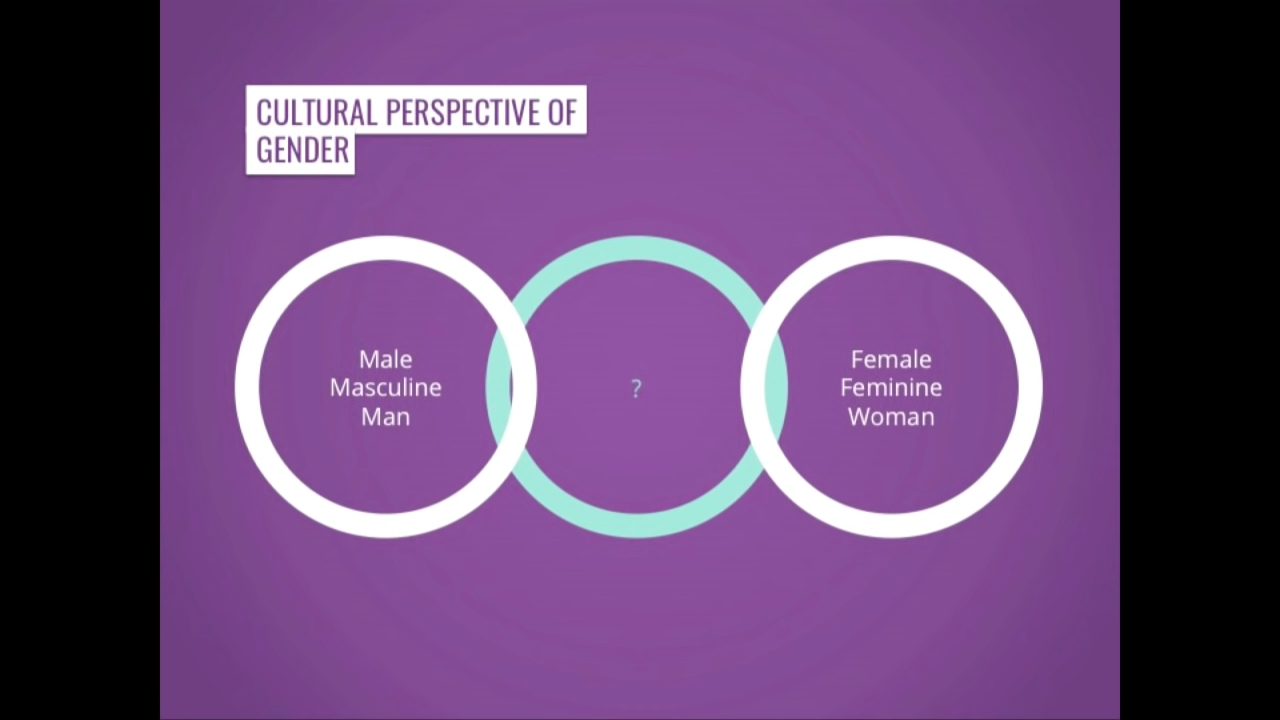 CULTURAL PERSPECTIVE OF
GENDER
Male
Masculine
Man
?
Female
Feminine
Woman